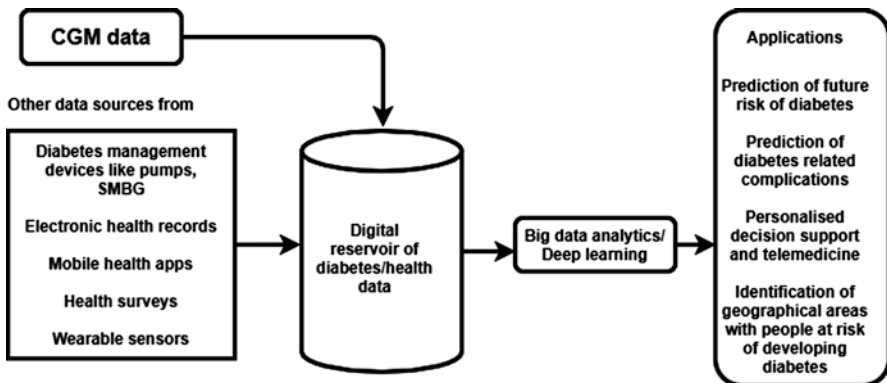 CGM data
Other data sources from
Diabetes management
devices like pumps,
SMBG
Electronic health records
Mobile health apps
Health surveys
Wearable sensors
Digital
reservoir of
diabetes/health
data
Big data analytics/
Deep learning
Applications
Prediction of future
risk of diabetes
Prediction of
diabetes related
complications
Personalised
decision support
and telemedicine
Identification of
geographical areas
with people at risk
of developing
diabetes